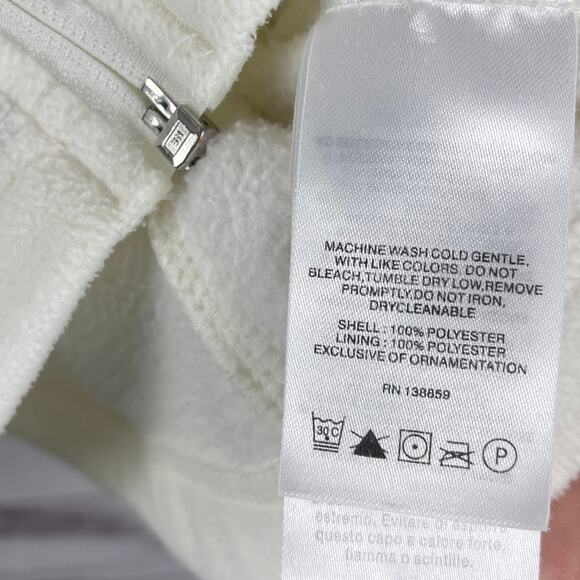 MACHINE WASH COLD GENTLE,
WITH LIKE COLORS. DO NOT
BLEACH,TUMBLE DRY LOW,REMOVE
PROMPTLY.DO NOT IRON,
DRYCLEANABLE
SHELL : 100% POLYESTER
LINING : 100% POLYESTER
EXCLUSIVE OF ORNAMENTATION
RN 138859
30 C
P
estremo. Evitare di esporre
questo capo a calore forte,
fiamma o scintille.